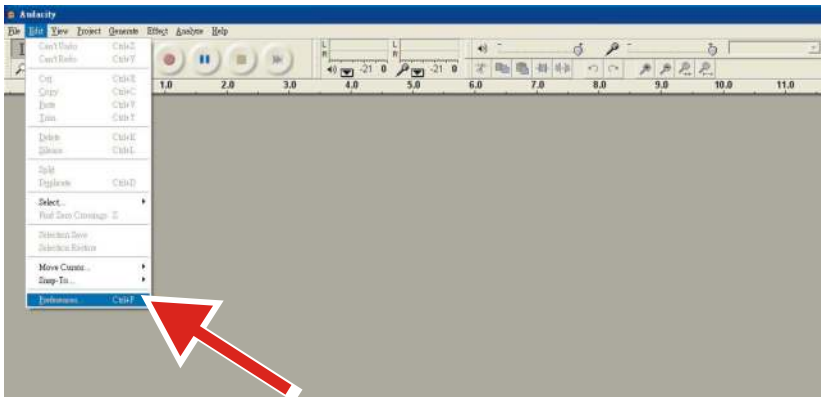 Audacity
File Edit View Project Generate Effect Analyze Help
Can't Undo Ctrl+Z
Can't Redo Ctrl+Y
Cut Ctrl+X
Copy Ctrl+C
Paste Ctrl+V
Trim Ctrl+T
Delete Ctrl+K
Silence Ctrl+L
Split
Duplicate Ctrl+D
Select...
Find Zero Crossings Z
Selection Save
Selection Restore
Move Cursor...
Snap-To...
Preferences... Ctrl+P
L
R
L
R
-21 0
-21 0
1.0 2.0 3.0 4.0 5.0 6.0 7.0 8.0 9.0 10.0 11.0